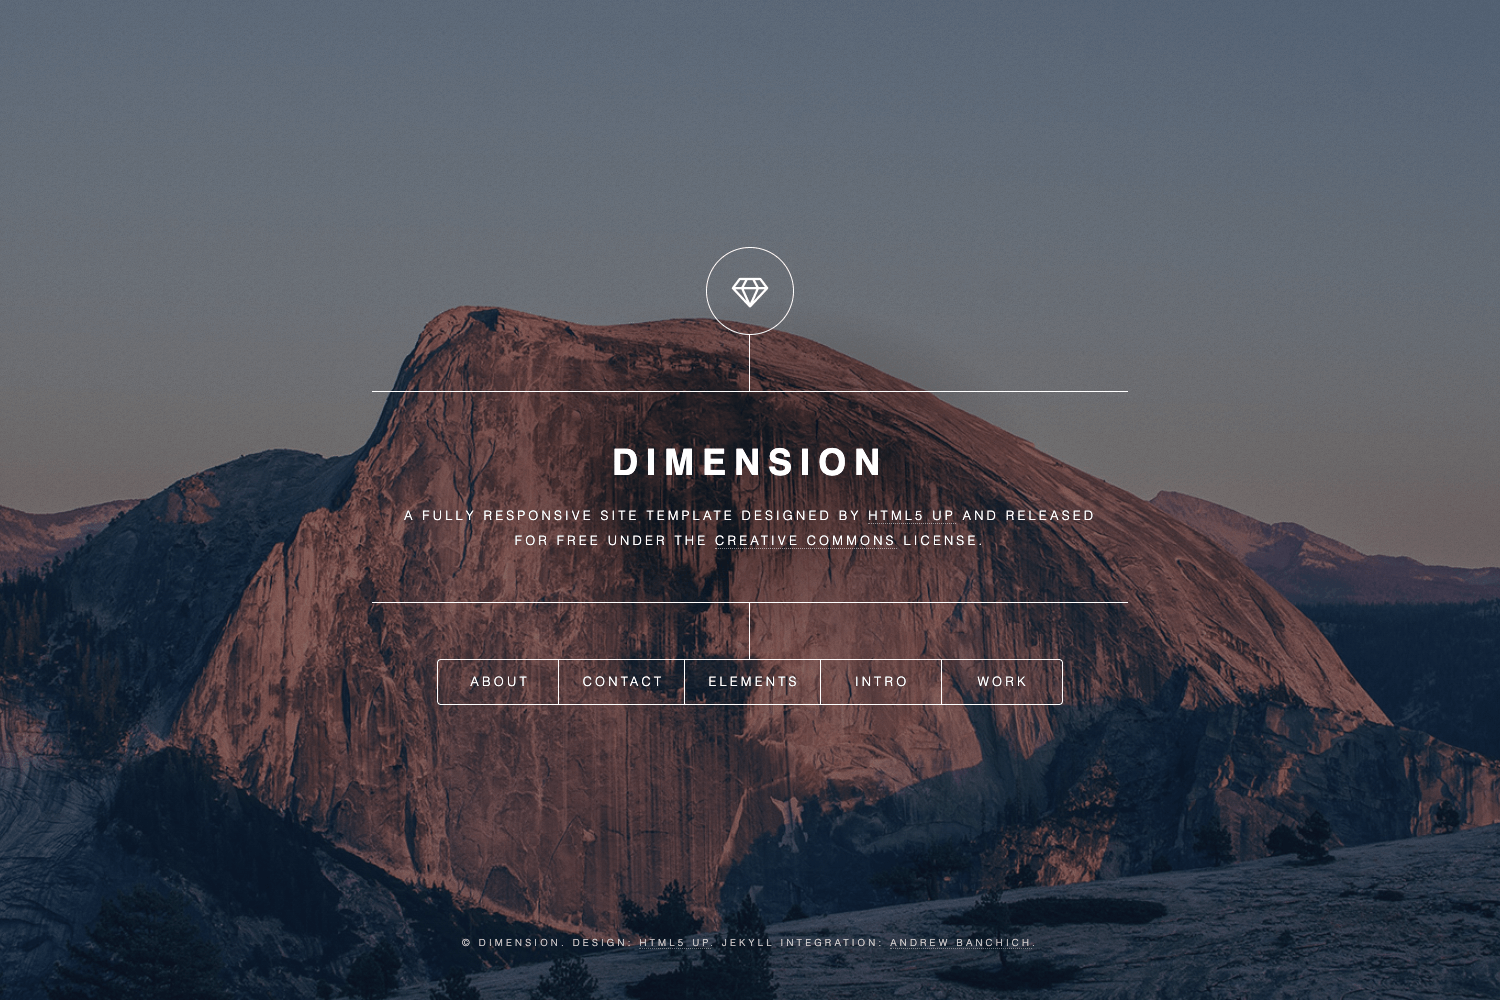 DIMENSION
A FULLY RESPONSIVE SITE TEMPLATE DESIGNED BY HTML5 UP AND RELEASED
FOR FREE UNDER THE CREATIVE COMMONS LICENSE.
ABOUT CONTACT ELEMENTS INTRO WORK
© DIMENSION. DESIGN: HTML5 UP. JEKYLL INTEGRATION: ANDREW BANCHICH.